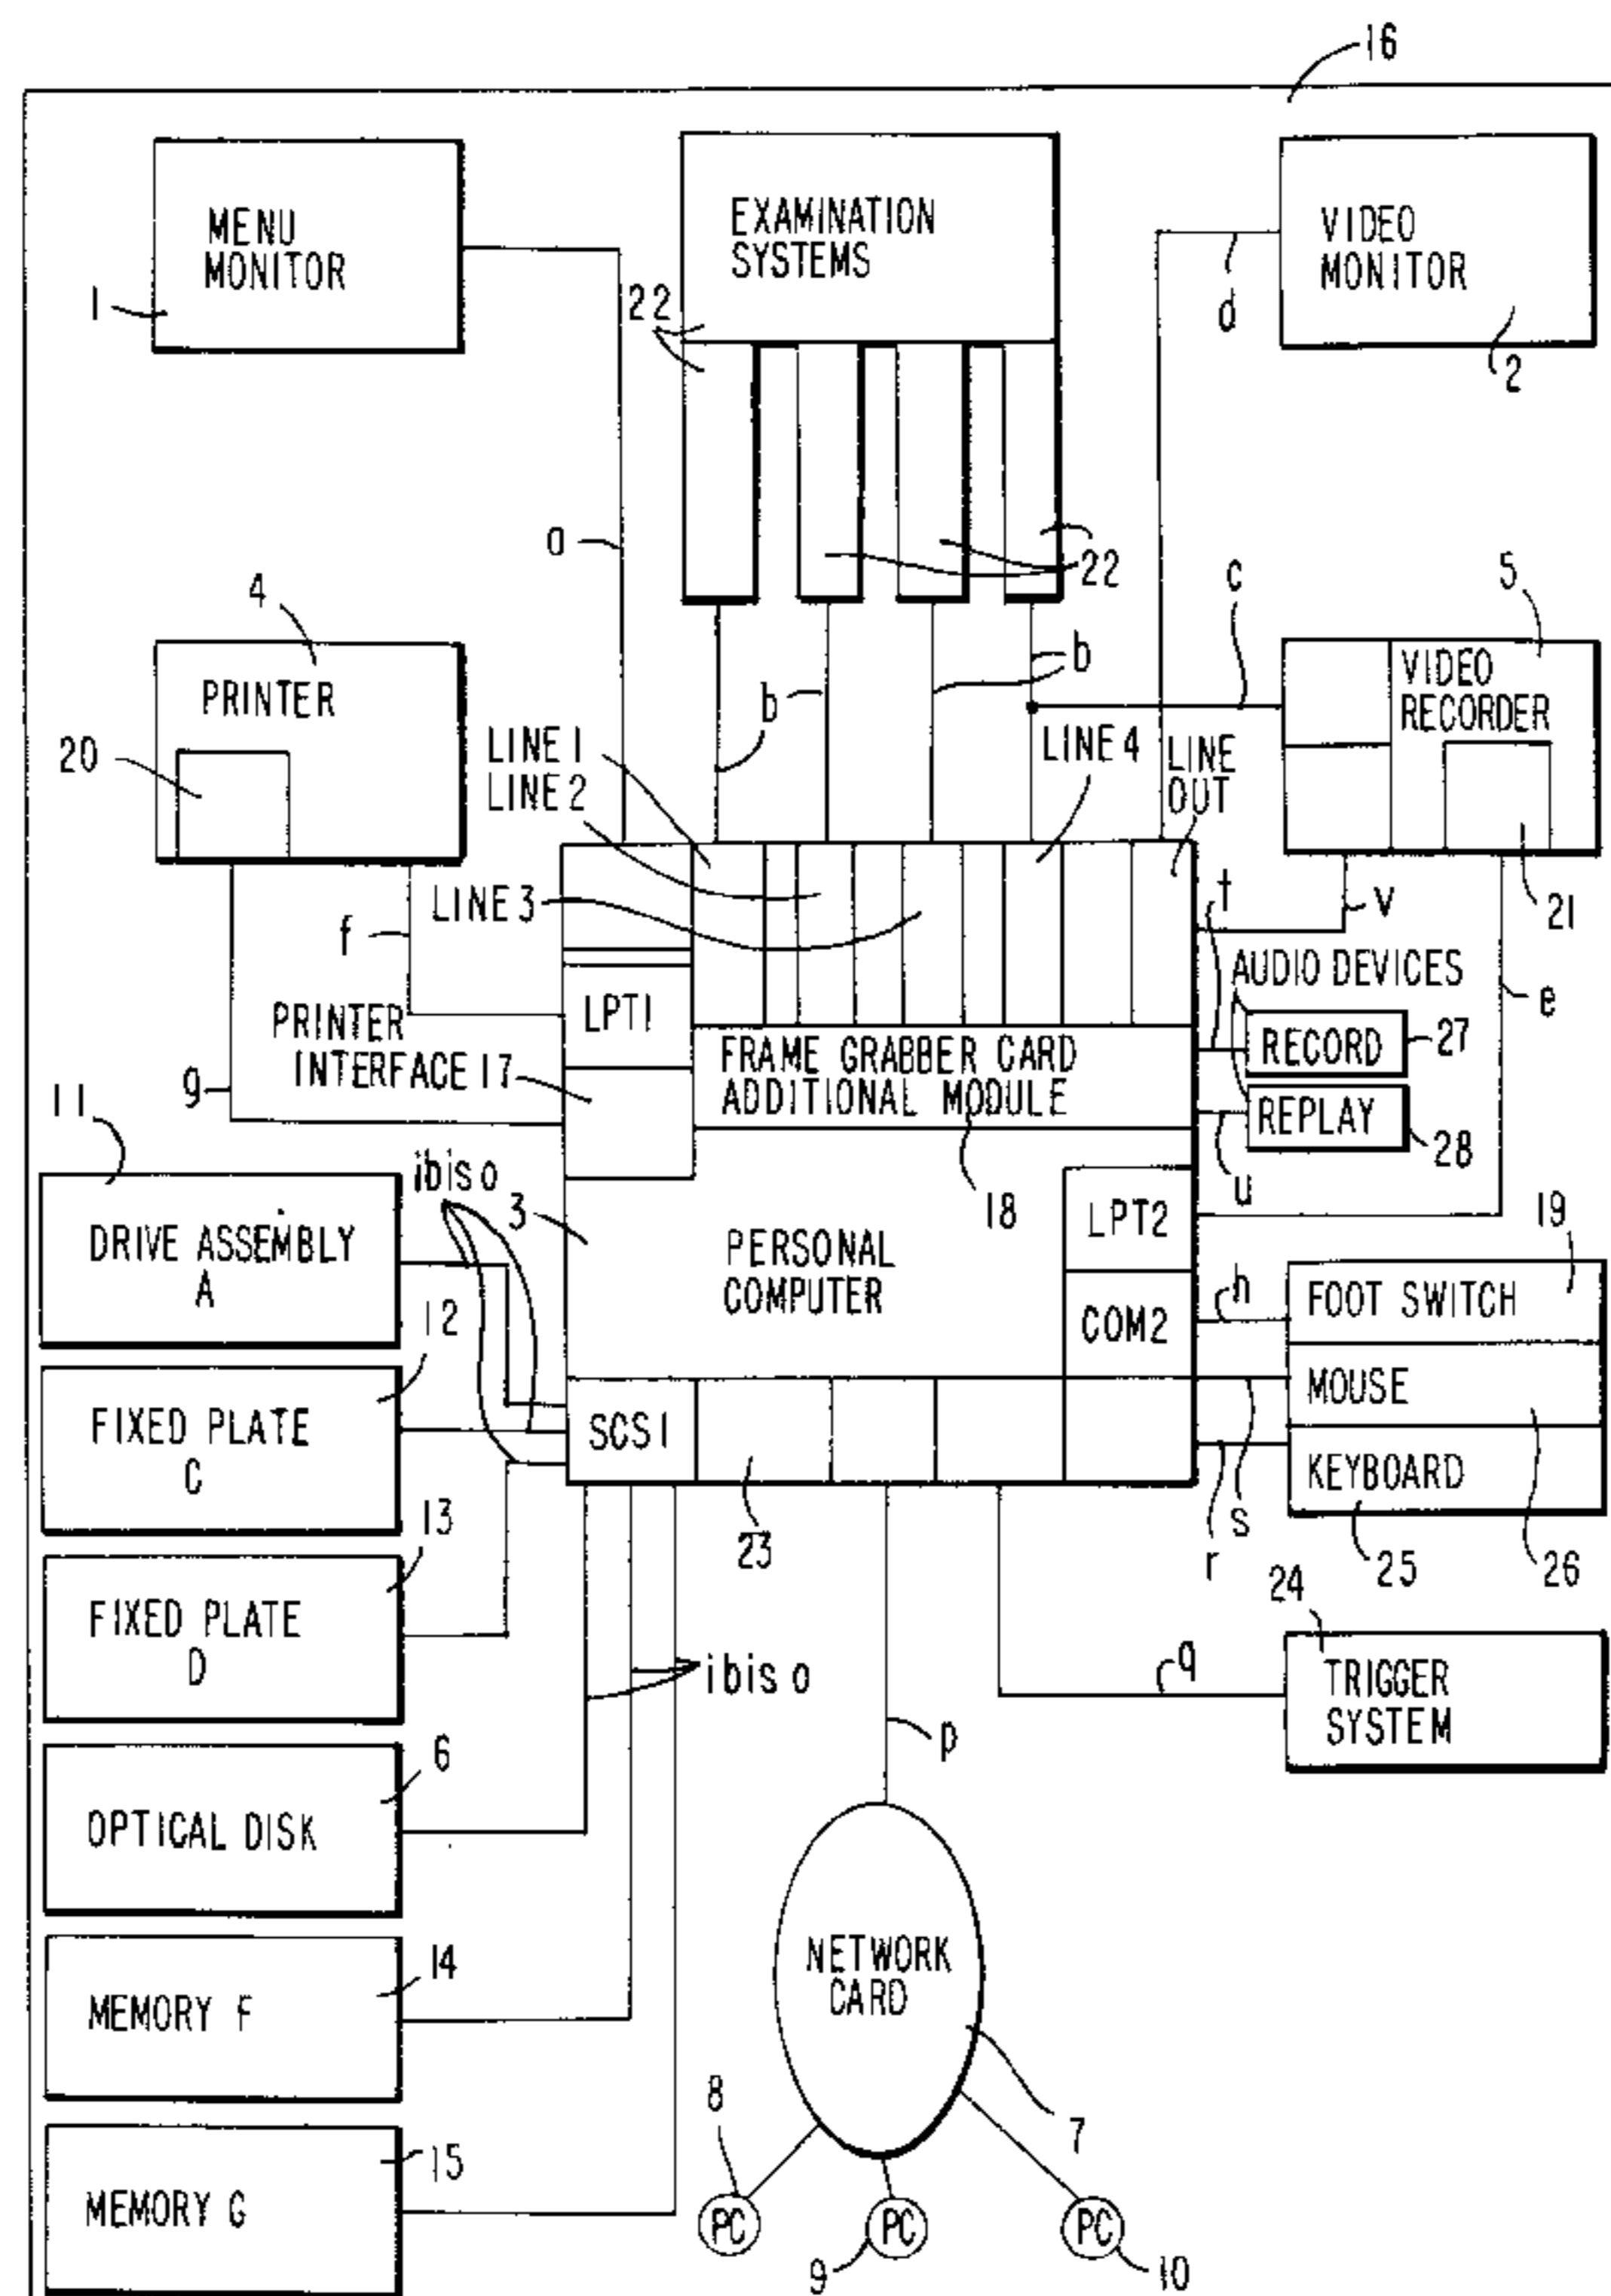 16
MENU
MONITOR
1
EXAMINATION
SYSTEMS
22
VIDEO
MONITOR
2
d
a
22
4
PRINTER
20
b
b
b
c
5
VIDEO
RECORDER
21
LINE 1
LINE 2
LINE 3
LINE 4
LINE
OUT
f
g
PRINTER
INTERFACE 17
LPT1
FRAME GRABBER CARD
ADDITIONAL MODULE
18
t
v
e
AUDIO DEVICES
RECORD
27
REPLAY
28
u
11
DRIVE ASSEMBLY
A
ibis o
3
PERSONAL
COMPUTER
LPT2
COM2
h
19
FOOT SWITCH
MOUSE
KEYBOARD
12
FIXED PLATE
C
SCS1
23
s
r
25
26
13
FIXED PLATE
D
ibis o
24
TRIGGER
SYSTEM
q
p
6
OPTICAL DISK
14
MEMORY F
NETWORK
CARD
7
15
MEMORY G
8
PC
PC
PC
9
10